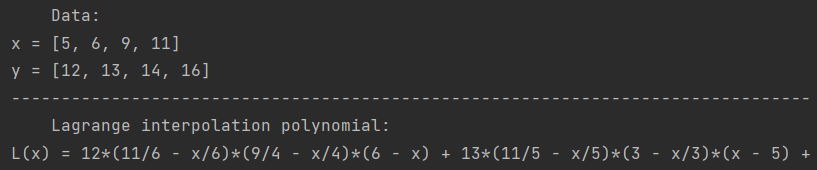 Data:
x = [5, 6, 9, 11]
y = [12, 13, 14, 16]
--------------------------------------------------------------------------------
Lagrange interpolation polynomial:
L(x) = 12*(11/6 - x/6)*(9/4 - x/4)*(6 - x) + 13*(11/5 - x/5)*(3 - x/3)*(x - 5) +